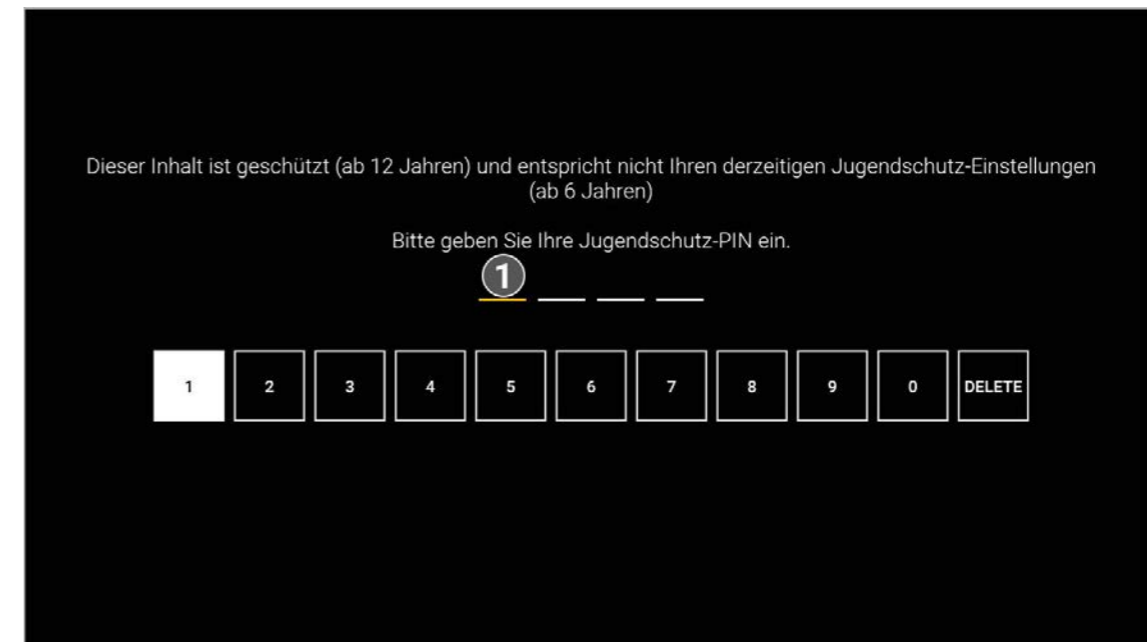 Dieser Inhalt ist geschützt (ab 12 Jahren) und entspricht nicht Ihren derzeitigen Jugendschutz-Einstellungen
(ab 6 Jahren)
Bitte geben Sie Ihre Jugendschutz-PIN ein.
1
1 2 3 4 5 6 7 8 9 0 DELETE